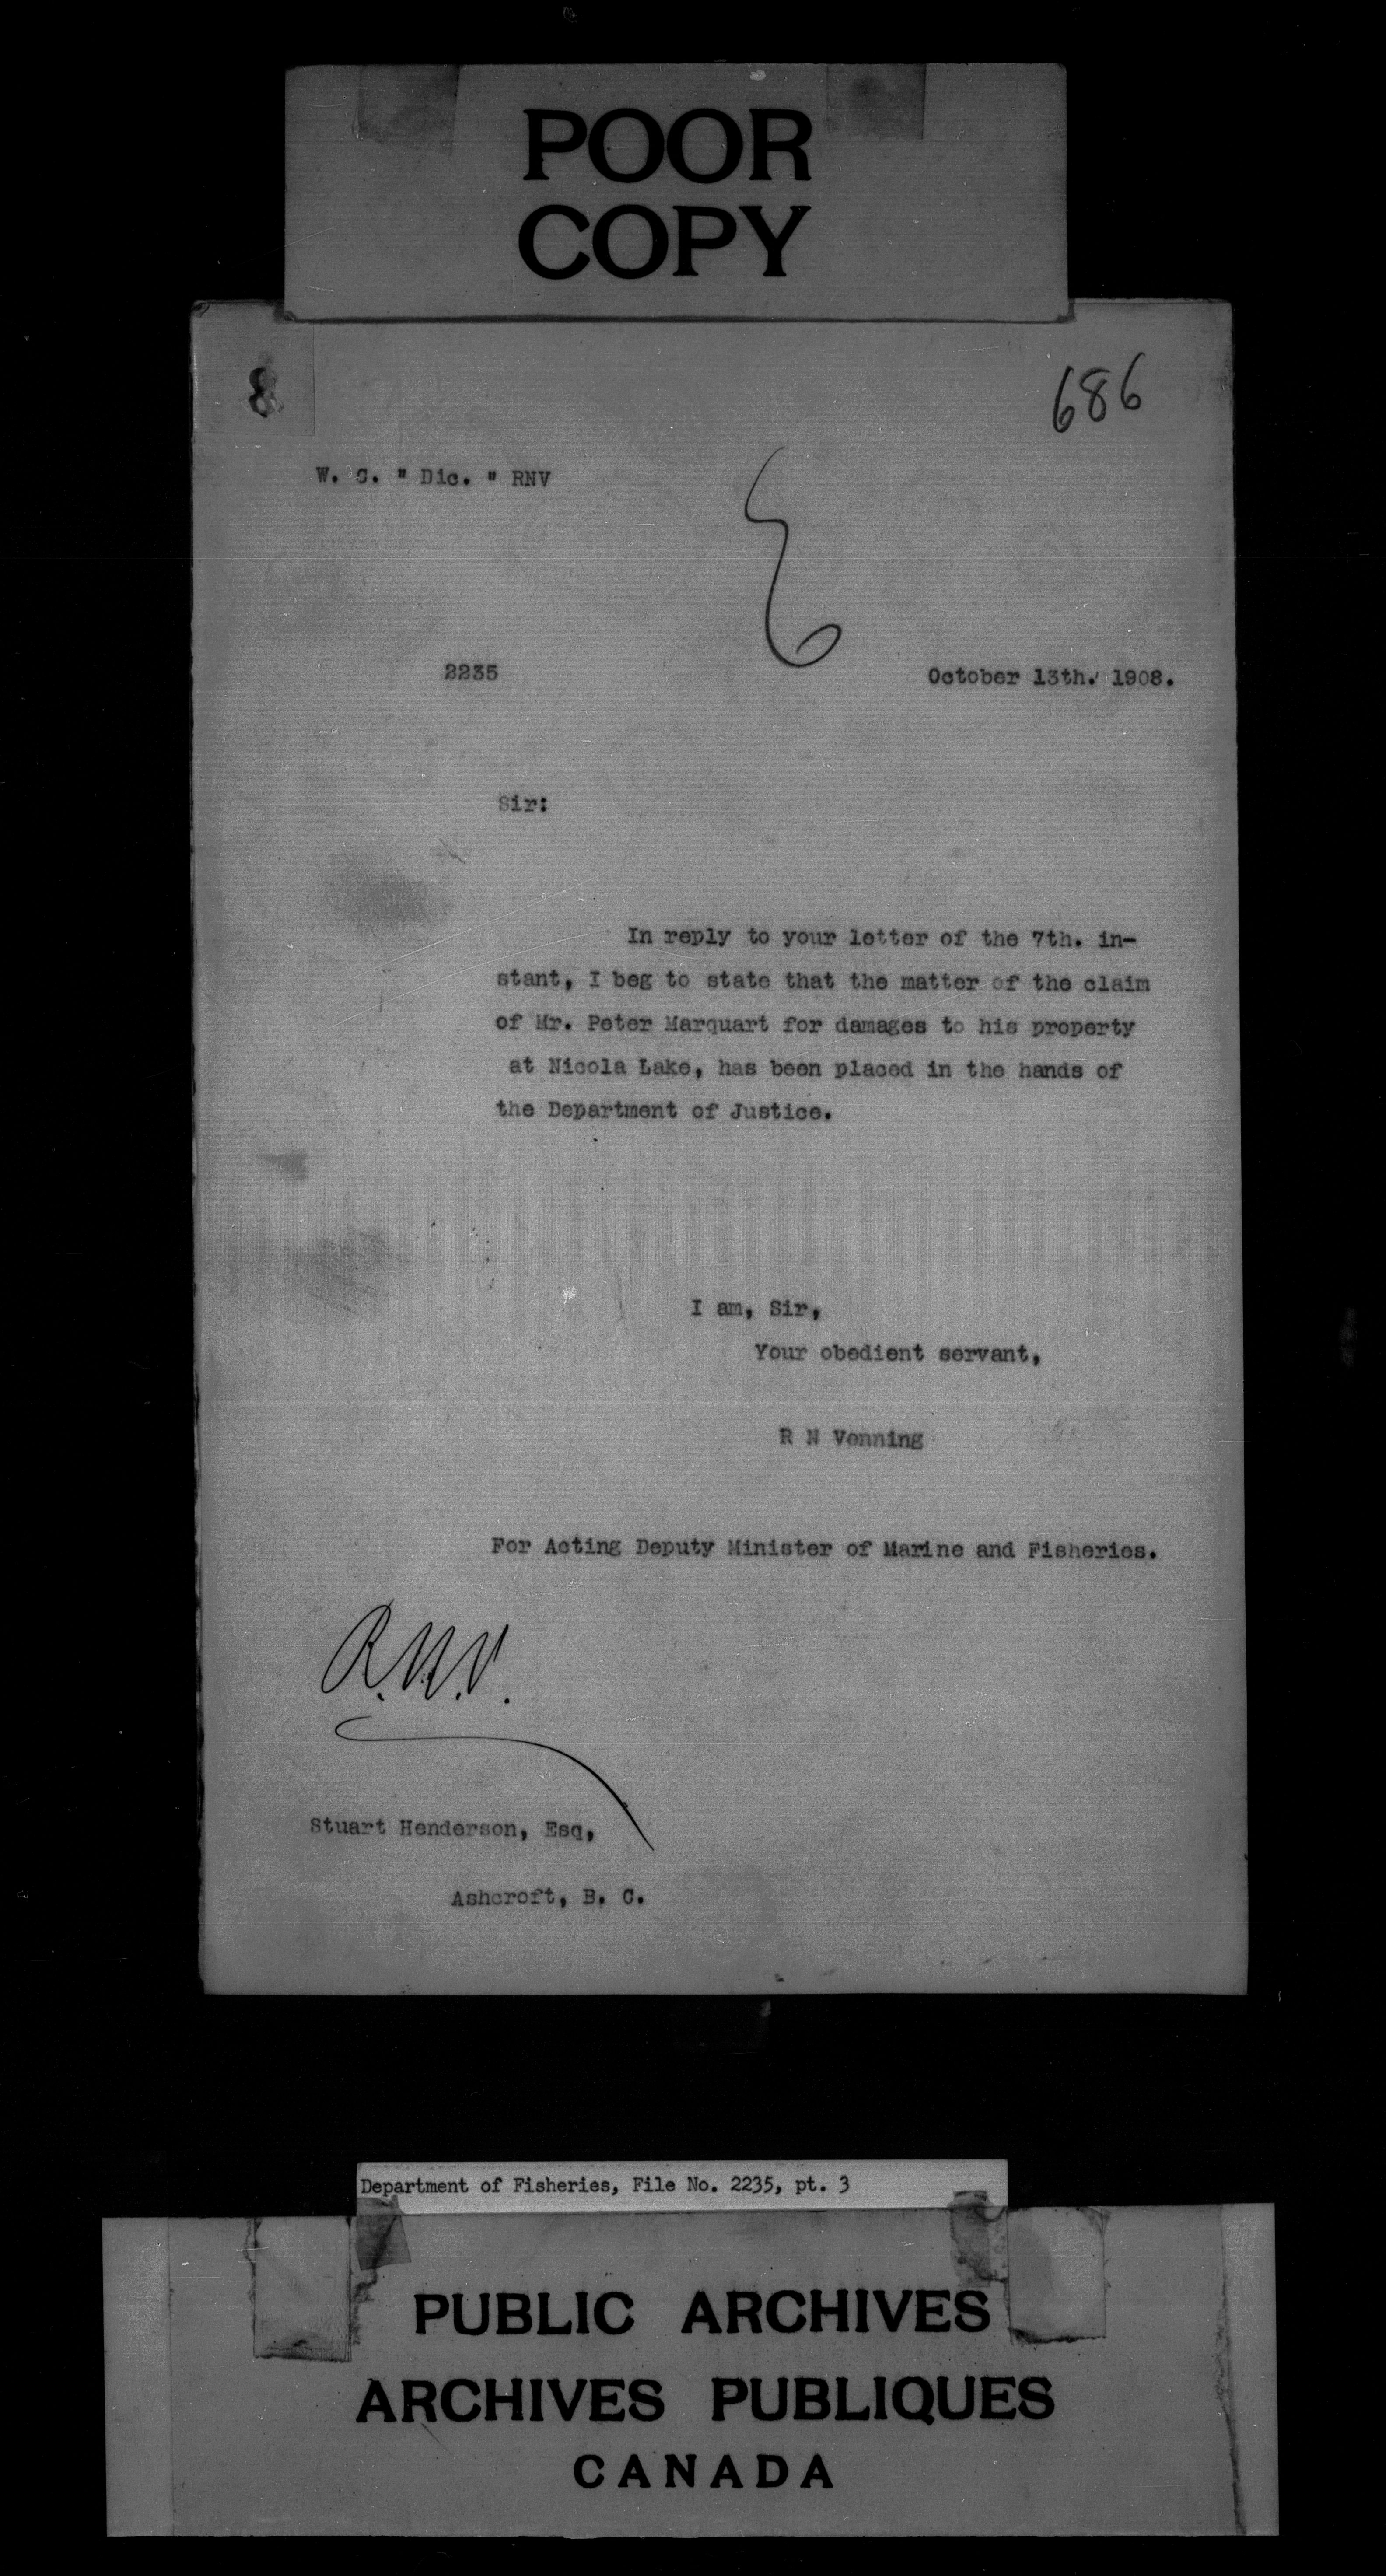 POOR
COPY
8
686
W. C. " Dic. " RNV
2235
October 13th. 1908.
Sir:
In reply to your letter of the 7th. in-
stant, I beg to state that the matter of the claim
of Mr. Peter Marquart for damages to his property
at Nicola Lake, has been placed in the hands of
the Department of Justice.
I am, Sir,
Your obedient servant,
R N Venning
For Acting Deputy Minister of Marine and Fisheries.
R.N.V.
Stuart Henderson, Esq,
Ashcroft, B. C.
Department of Fisheries, File No. 2235, pt. 3
PUBLIC ARCHIVES
ARCHIVES PUBLIQUES
CANADA